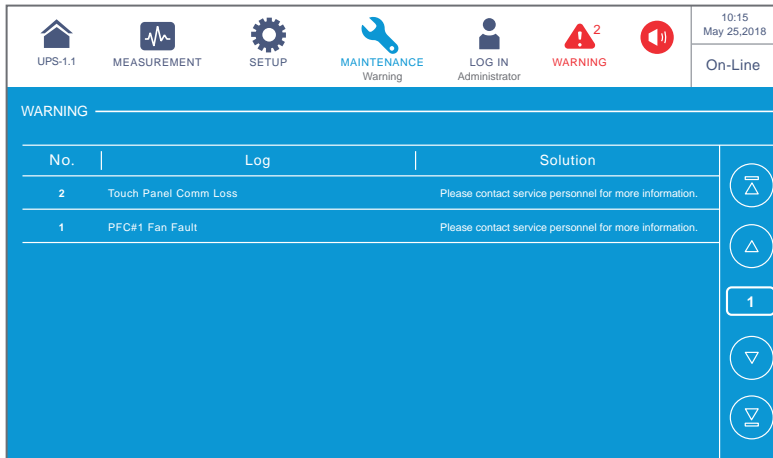 2
10:15
May 25,2018
UPS-1.1
MEASUREMENT
SETUP
MAINTENANCE
Warning
LOG IN
Administrator
WARNING
On-Line
WARNING
No. Log Solution
2 Touch Panel Comm Loss Please contact service personnel for more information.
1 PFC#1 Fan Fault Please contact service personnel for more information.
1